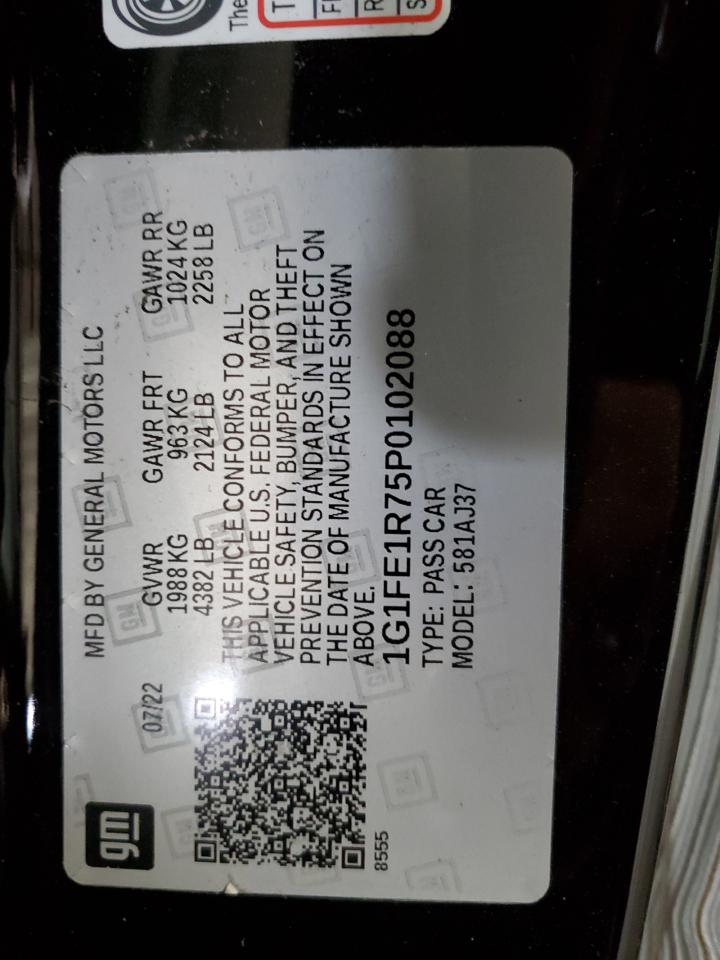 The
T
F
R
S
gm
MFD BY GENERAL MOTORS LLC
07/22 GVWR GAWR FRT GAWR RR
1988 KG 963 KG 1024 KG
4382 LB 2124 LB 2258 LB
THIS VEHICLE CONFORMS TO ALL
APPLICABLE U.S. FEDERAL MOTOR
VEHICLE SAFETY, BUMPER, AND THEFT
PREVENTION STANDARDS IN EFFECT ON
THE DATE OF MANUFACTURE SHOWN
ABOVE.
1G1FE1R75P0102088
TYPE: PASS CAR
MODEL: 581AJ37
8555